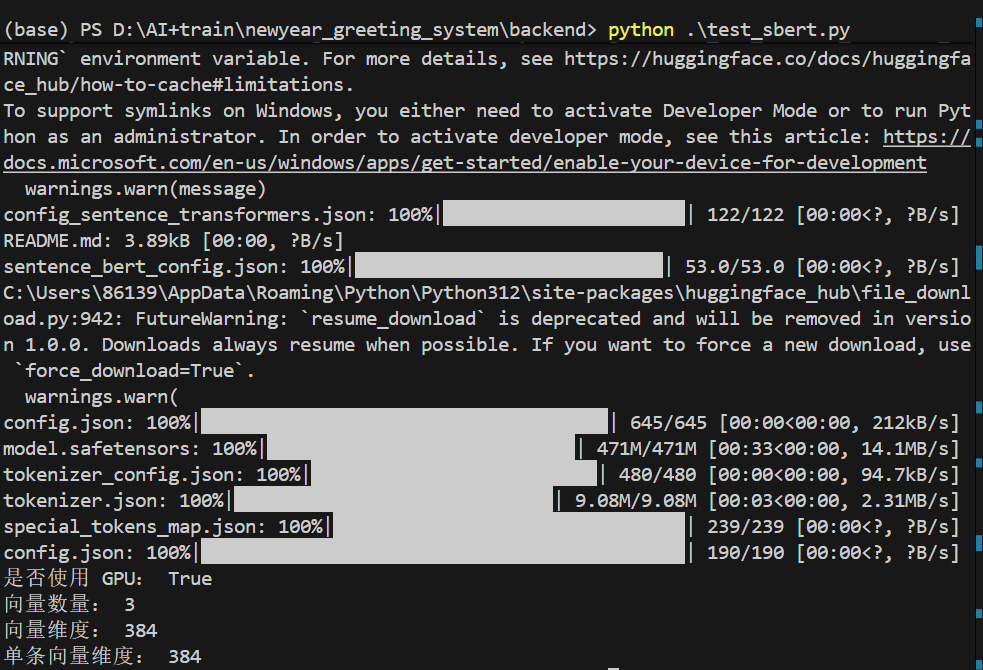 (base) PS D:\AI+train\newyear_greeting_system\backend> python .\test_sbert.py
RNING` environment variable. For more details, see https://huggingface.co/docs/huggingfa
ce_hub/how-to-cache#limitations.
To support symlinks on Windows, you either need to activate Developer Mode or to run Pyt
hon as an administrator. In order to activate developer mode, see this article: https://
docs.microsoft.com/en-us/windows/apps/get-started/enable-your-device-for-development
  warnings.warn(message)
config_sentence_transformers.json: 100%|| 122/122 [00:00<?, ?B/s]
README.md: 3.89kB [00:00, ?B/s]
sentence_bert_config.json: 100%|| 53.0/53.0 [00:00<?, ?B/s]
C:\Users\86139\AppData\Roaming\Python\Python312\site-packages\huggingface_hub\file_downl
oad.py:942: FutureWarning: `resume_download` is deprecated and will be removed in versio
n 1.0.0. Downloads always resume when possible. If you want to force a new download, use
 `force_download=True`.
  warnings.warn(
config.json: 100%|| 645/645 [00:00<00:00, 212kB/s]
model.safetensors: 100%|| 471M/471M [00:33<00:00, 14.1MB/s]
tokenizer_config.json: 100%|| 480/480 [00:00<00:00, 94.7kB/s]
tokenizer.json: 100%|| 9.08M/9.08M [00:03<00:00, 2.31MB/s]
special_tokens_map.json: 100%|| 239/239 [00:00<?, ?B/s]
config.json: 100%|| 190/190 [00:00<?, ?B/s]
是否使用 GPU： True
向量数量： 3
向量维度： 384
单条向量维度： 384